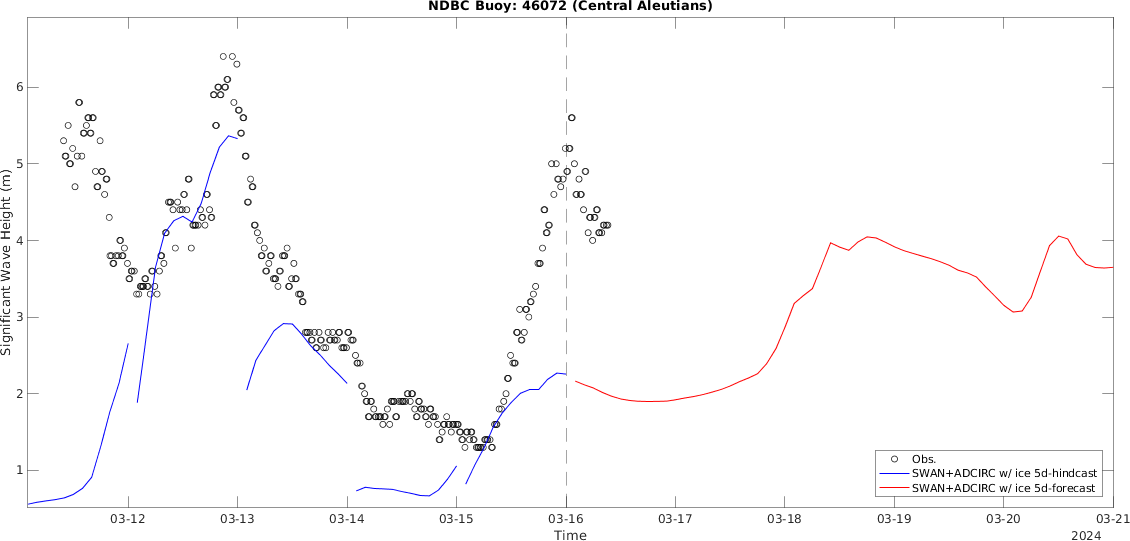 NDBC Buoy: 46072 (Central Aleutians)
Significant Wave Height (m)
6
5
4
3
2
1
Obs.
SWAN+ADCIRC w/ ice 5d-hindcast
SWAN+ADCIRC w/ ice 5d-forecast
03-12 03-13 03-14 03-15 03-16 03-17 03-18 03-19 03-20 03-21
Time
2024